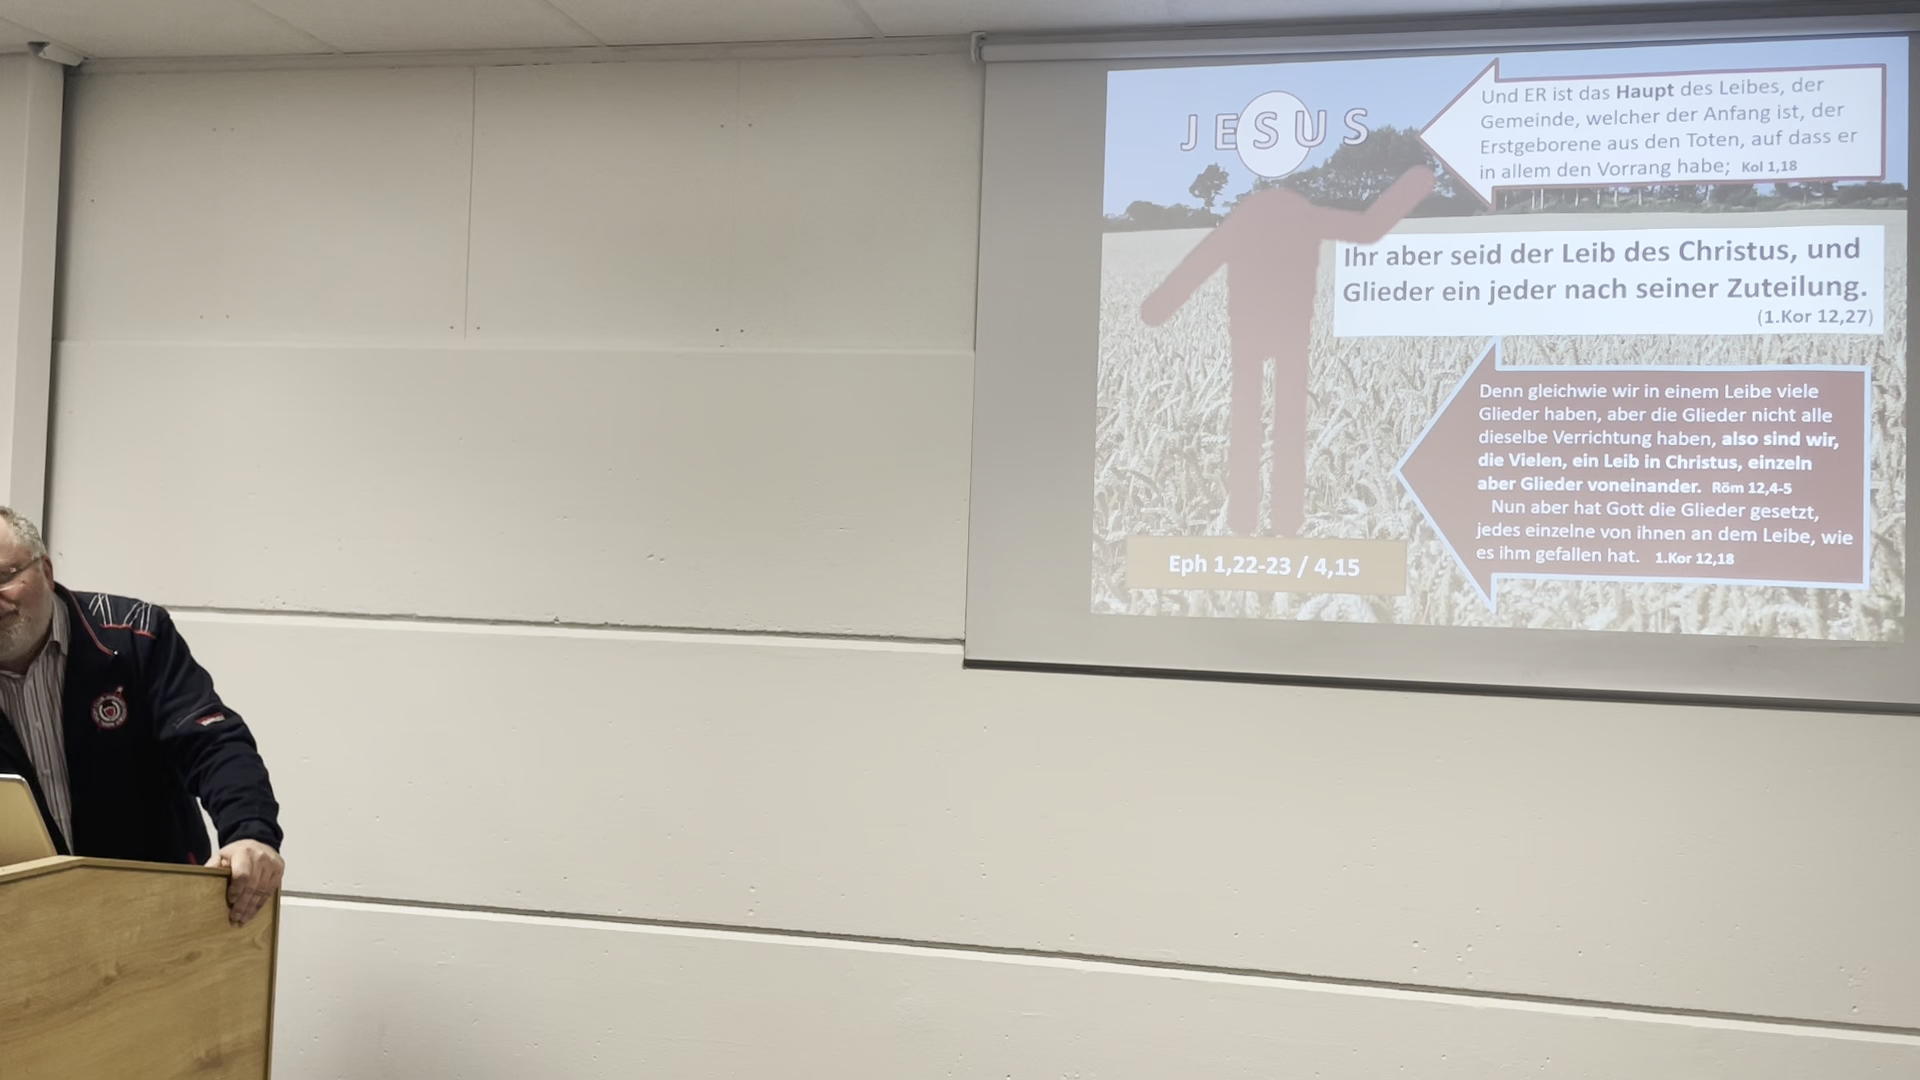 JESUS
Und ER ist das Haupt des Leibes, der
Gemeinde, welcher der Anfang ist, der
Erstgeborene aus den Toten, auf dass er
in allem den Vorrang habe; Kol 1,18
Ihr aber seid der Leib des Christus, und
Glieder ein jeder nach seiner Zuteilung.
(1.Kor 12,27)
Denn gleichwie wir in einem Leibe viele
Glieder haben, aber die Glieder nicht alle
dieselbe Verrichtung haben, also sind wir,
die Vielen, ein Leib in Christus, einzeln
aber Glieder voneinander. Röm 12,4-5
Nun aber hat Gott die Glieder gesetzt,
jedes einzelne von ihnen an dem Leibe, wie
es ihm gefallen hat. 1.Kor 12,18
Eph 1,22-23 / 4,15